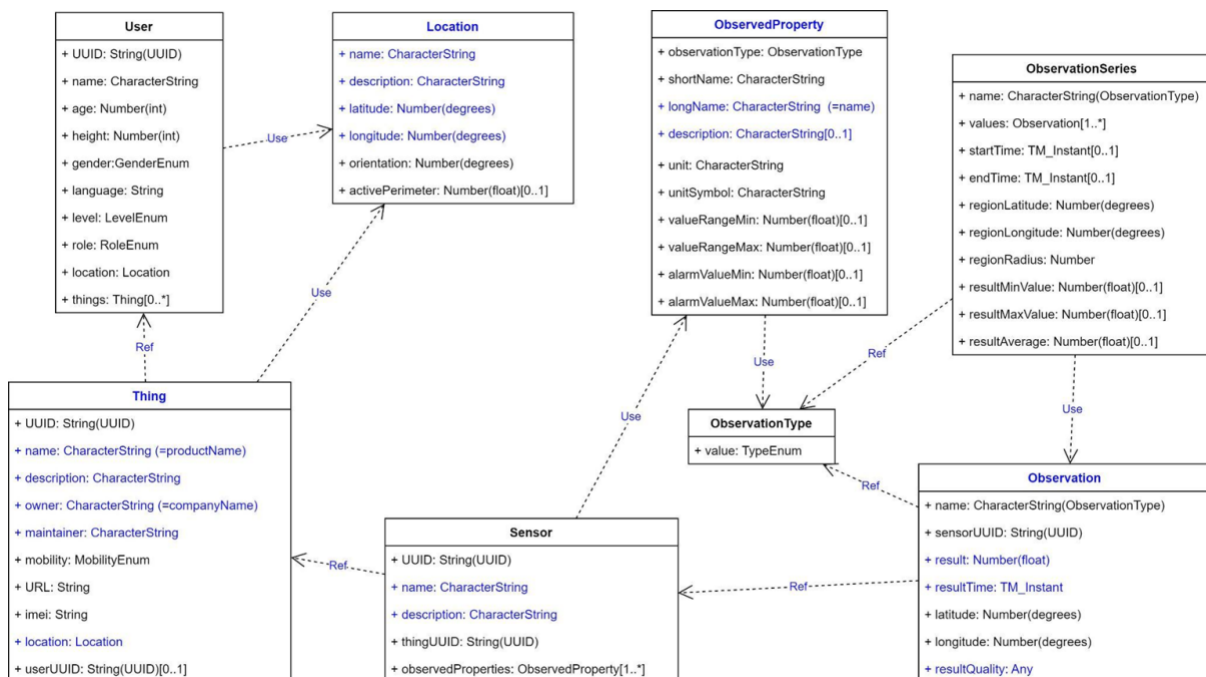 User
+ UUID: String(UUID)
+ name: CharacterString
+ age: Number(int)
+ height: Number(int)
+ gender:GenderEnum
+ language: String
+ level: LevelEnum
+ role: RoleEnum
+ location: Location
+ things: Thing[0..*]
Use
Location
+ name: CharacterString
+ description: CharacterString
+ latitude: Number(degrees)
+ longitude: Number(degrees)
+ orientation: Number(degrees)
+ activePerimeter: Number(float)[0..1]
Use
ObservedProperty
+ observationType: ObservationType
+ shortName: CharacterString
+ longName: CharacterString (=name)
+ description: CharacterString[0..1]
+ unit: CharacterString
+ unitSymbol: CharacterString
+ valueRangeMin: Number(float)[0..1]
+ valueRangeMax: Number(float)[0..1]
+ alarmValueMin: Number(float)[0..1]
+ alarmValueMax: Number(float)[0..1]
Use
ObservationSeries
+ name: CharacterString(ObservationType)
+ values: Observation[1..*]
+ startTime: TM_Instant[0..1]
+ endTime: TM_Instant[0..1]
+ regionLatitude: Number(degrees)
+ regionLongitude: Number(degrees)
+ regionRadius: Number
+ resultMinValue: Number(float)[0..1]
+ resultMaxValue: Number(float)[0..1]
+ resultAverage: Number(float)[0..1]
Ref
Use
Ref
Thing
+ UUID: String(UUID)
+ name: CharacterString (=productName)
+ description: CharacterString
+ owner: CharacterString (=companyName)
+ maintainer: CharacterString
+ mobility: MobilityEnum
+ URL: String
+ imei: String
+ location: Location
+ userUUID: String(UUID)[0..1]
Ref
Use
ObservationType
+ value: TypeEnum
Ref
Sensor
+ UUID: String(UUID)
+ name: CharacterString
+ description: CharacterString
+ thingUUID: String(UUID)
+ observedProperties: ObservedProperty[1..*]
Ref
Observation
+ name: CharacterString(ObservationType)
+ sensorUUID: String(UUID)
+ result: Number(float)
+ resultTime: TM_Instant
+ latitude: Number(degrees)
+ longitude: Number(degrees)
+ resultQuality: Any